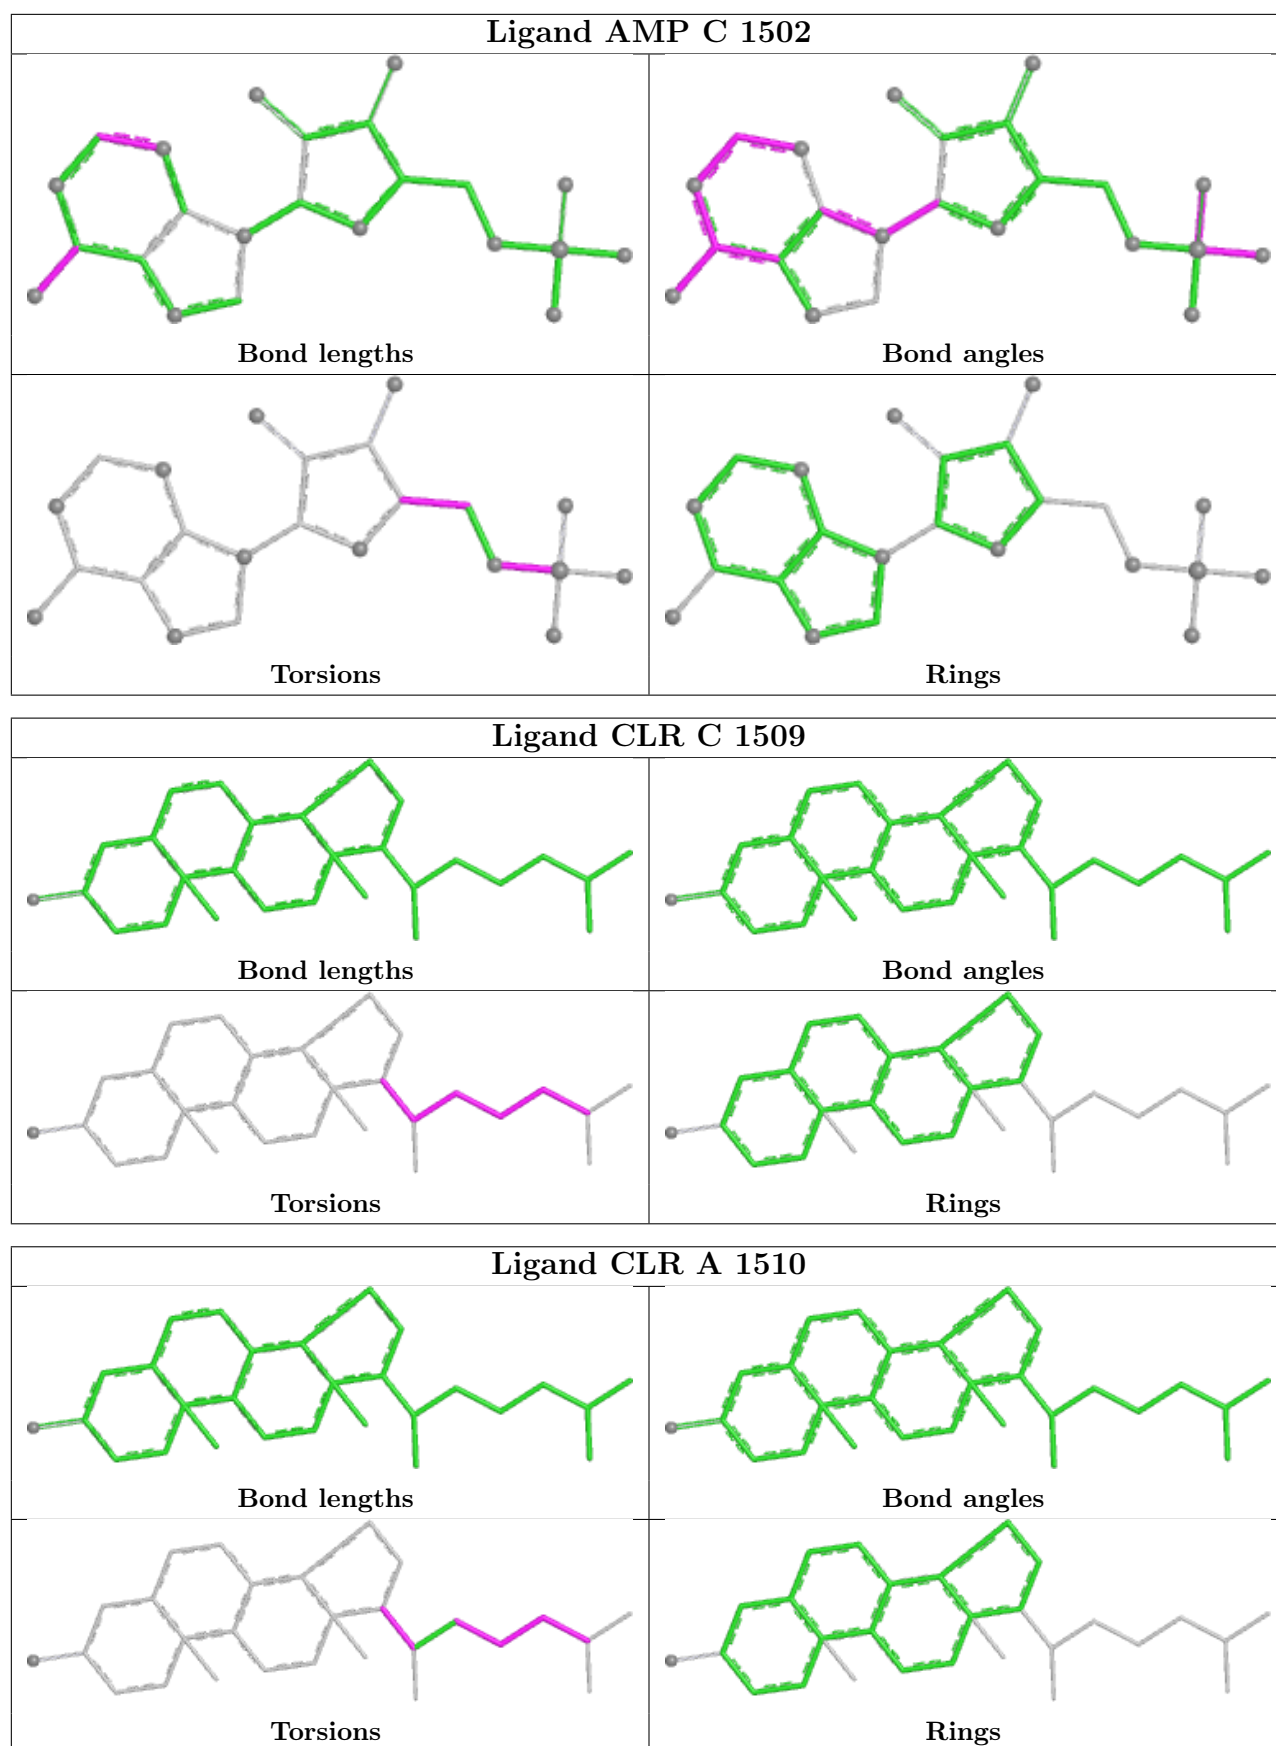 Ligand AMP C 1502
Bond lengths
Bond angles
Torsions
Rings
Ligand CLR C 1509
Bond lengths
Bond angles
Torsions
Rings
Ligand CLR A 1510
Bond lengths
Bond angles
Torsions
Rings